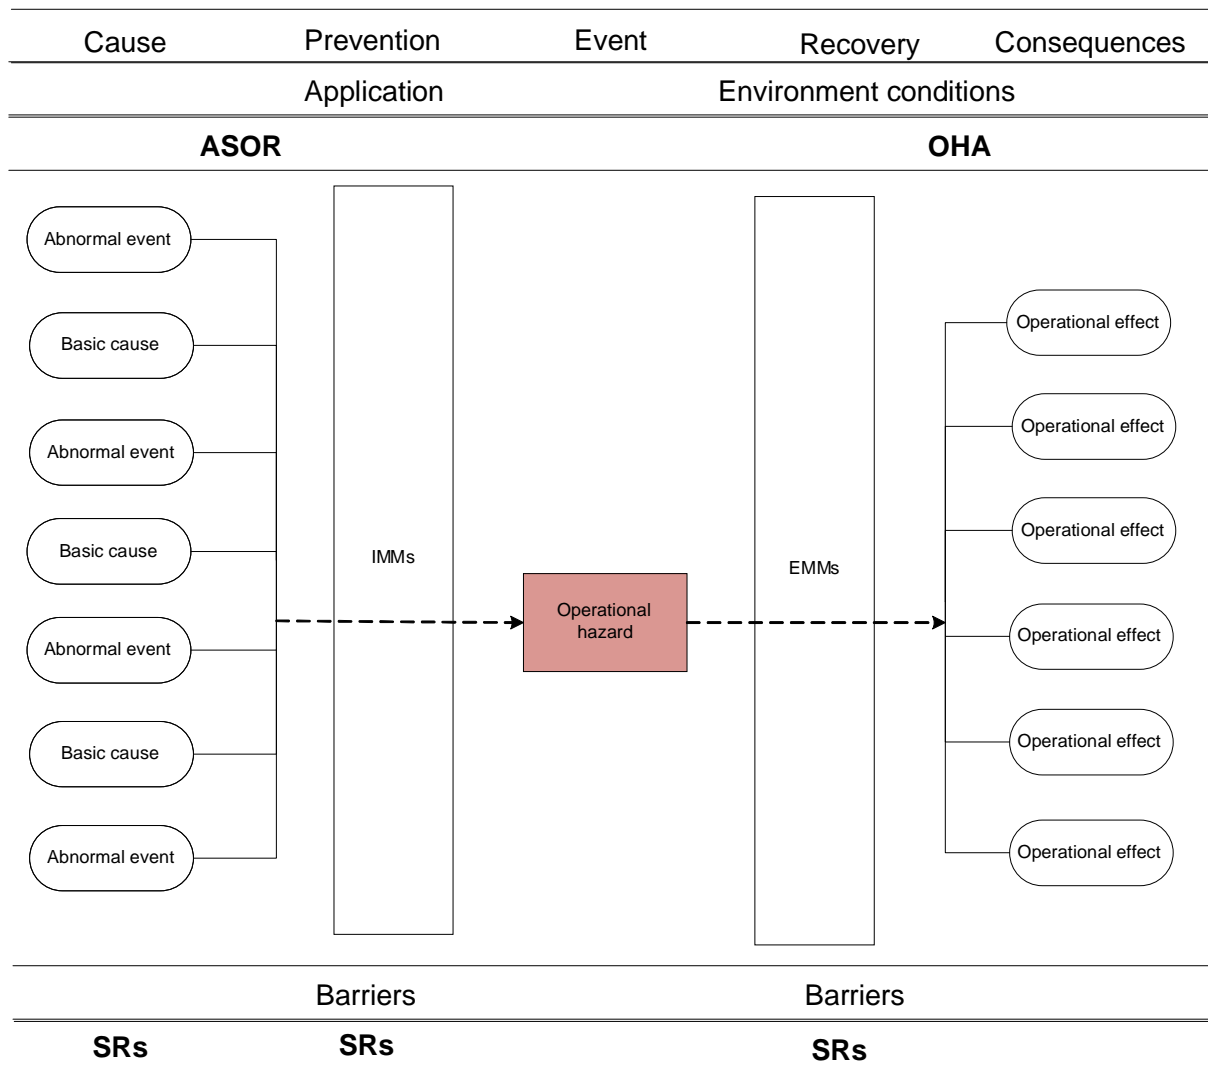 Cause
Prevention
Event
Recovery
Consequences
Application
Environment conditions
ASOR
OHA
Abnormal event
Basic cause
Abnormal event
Basic cause
Abnormal event
Basic cause
Abnormal event
IMMs
Operational
hazard
EMMs
Operational effect
Operational effect
Operational effect
Operational effect
Operational effect
Operational effect
Barriers
Barriers
SRs
SRs
SRs